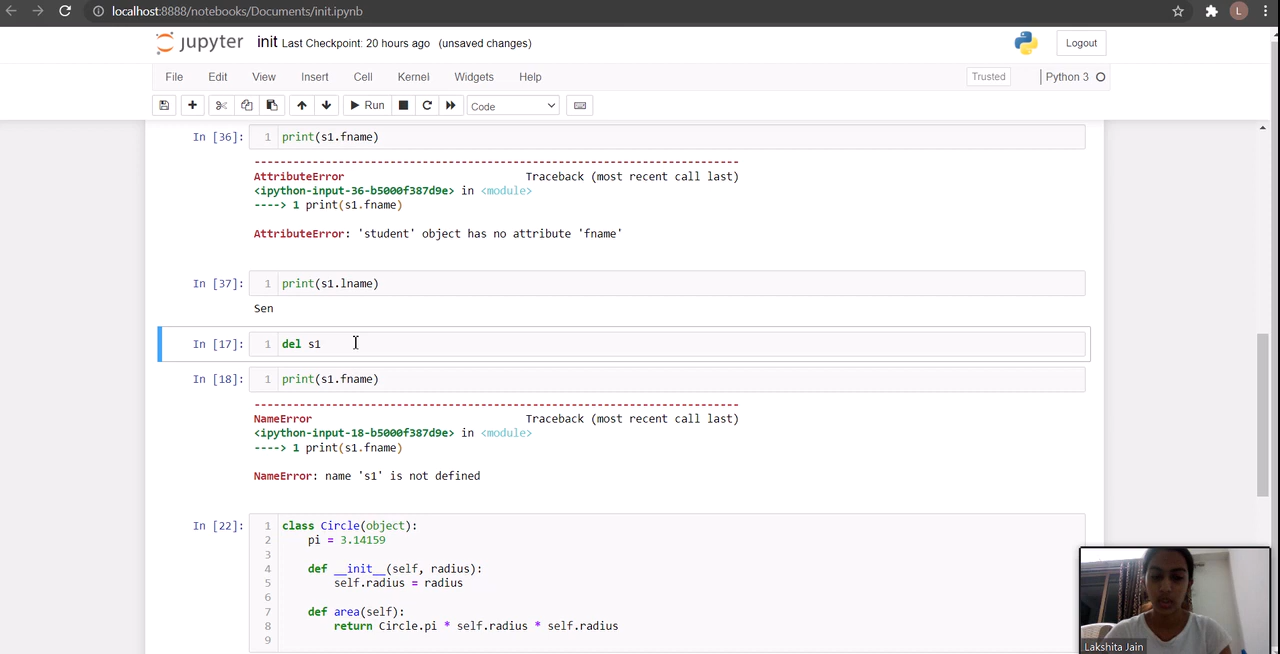 localhost:8888/notebooks/Documents/init.ipynb
L
jupyter init Last Checkpoint: 20 hours ago (unsaved changes)
Logout
File Edit View Insert Cell Kernel Widgets Help
Trusted
Python 3
Run
Code
In [36]: 1 print(s1.fname)
---------------------------------------------------------------------------
AttributeError Traceback (most recent call last)
<ipython-input-36-b5000f387d9e> in <module>
----> 1 print(s1.fname)
AttributeError: 'student' object has no attribute 'fname'
In [37]: 1 print(s1.lname)
Sen
In [17]: 1 del s1
In [18]: 1 print(s1.fname)
---------------------------------------------------------------------------
NameError Traceback (most recent call last)
<ipython-input-18-b5000f387d9e> in <module>
----> 1 print(s1.fname)
NameError: name 's1' is not defined
In [22]: 1 class Circle(object):
2 pi = 3.14159
3
4 def __init__(self, radius):
5 self.radius = radius
6
7 def area(self):
8 return Circle.pi * self.radius * self.radius
9
Lakshita Jain